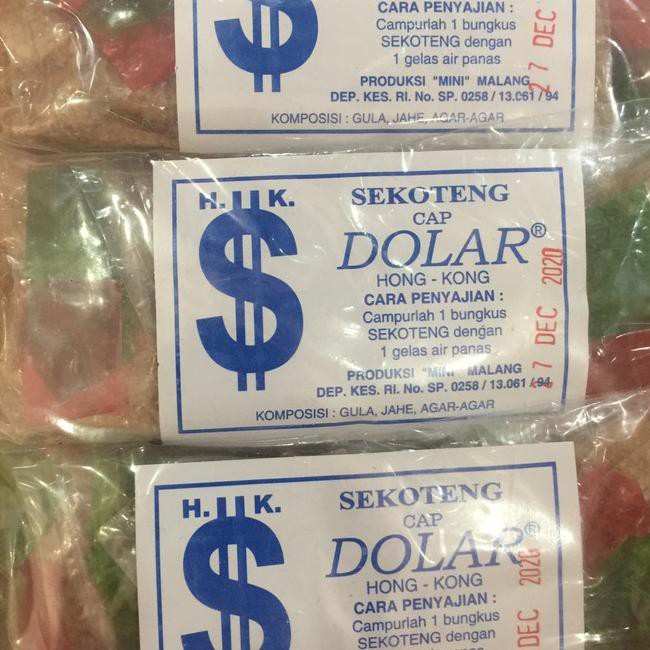 $
CARA PENYAJIAN :
Campurlah 1 bungkus
SEKOTENG dengan
1 gelas air panas
PRODUKSI "MINI" MALANG
DEP. KES. RI. No. SP. 0258 / 13.061 / 94
KOMPOSISI : GULA, JAHE, AGAR-AGAR
27 DEC
H. K.
$
SEKOTENG
CAP
DOLAR®
HONG - KONG
CARA PENYAJIAN :
Campurlah 1 bungkus
SEKOTENG dengan
1 gelas air panas
PRODUKSI "MINI" MALANG
DEP. KES. RI. No. SP. 0258 / 13.061 / 94
KOMPOSISI : GULA, JAHE, AGAR-AGAR
27 DEC 2020
H. K.
$
SEKOTENG
CAP
DOLAR®
HONG - KONG
CARA PENYAJIAN :
Campurlah 1 bungkus
SEKOTENG dengan
DEC 2020